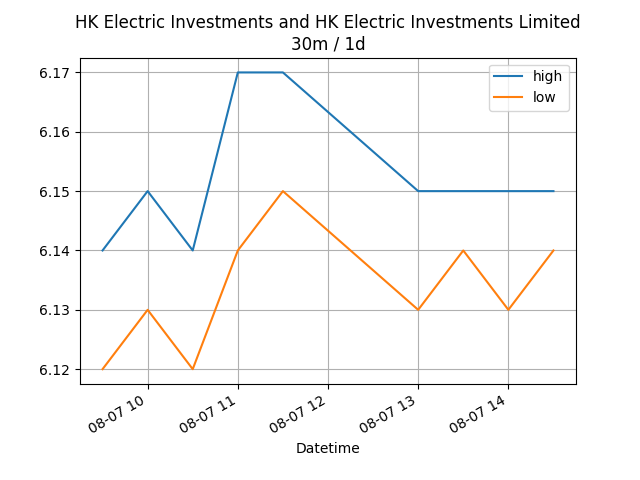 HK Electric Investments and HK Electric Investments Limited
30m / 1d
high
low
6.17
6.16
6.15
6.14
6.13
6.12
08-07 10
08-07 11
08-07 12
08-07 13
08-07 14
Datetime